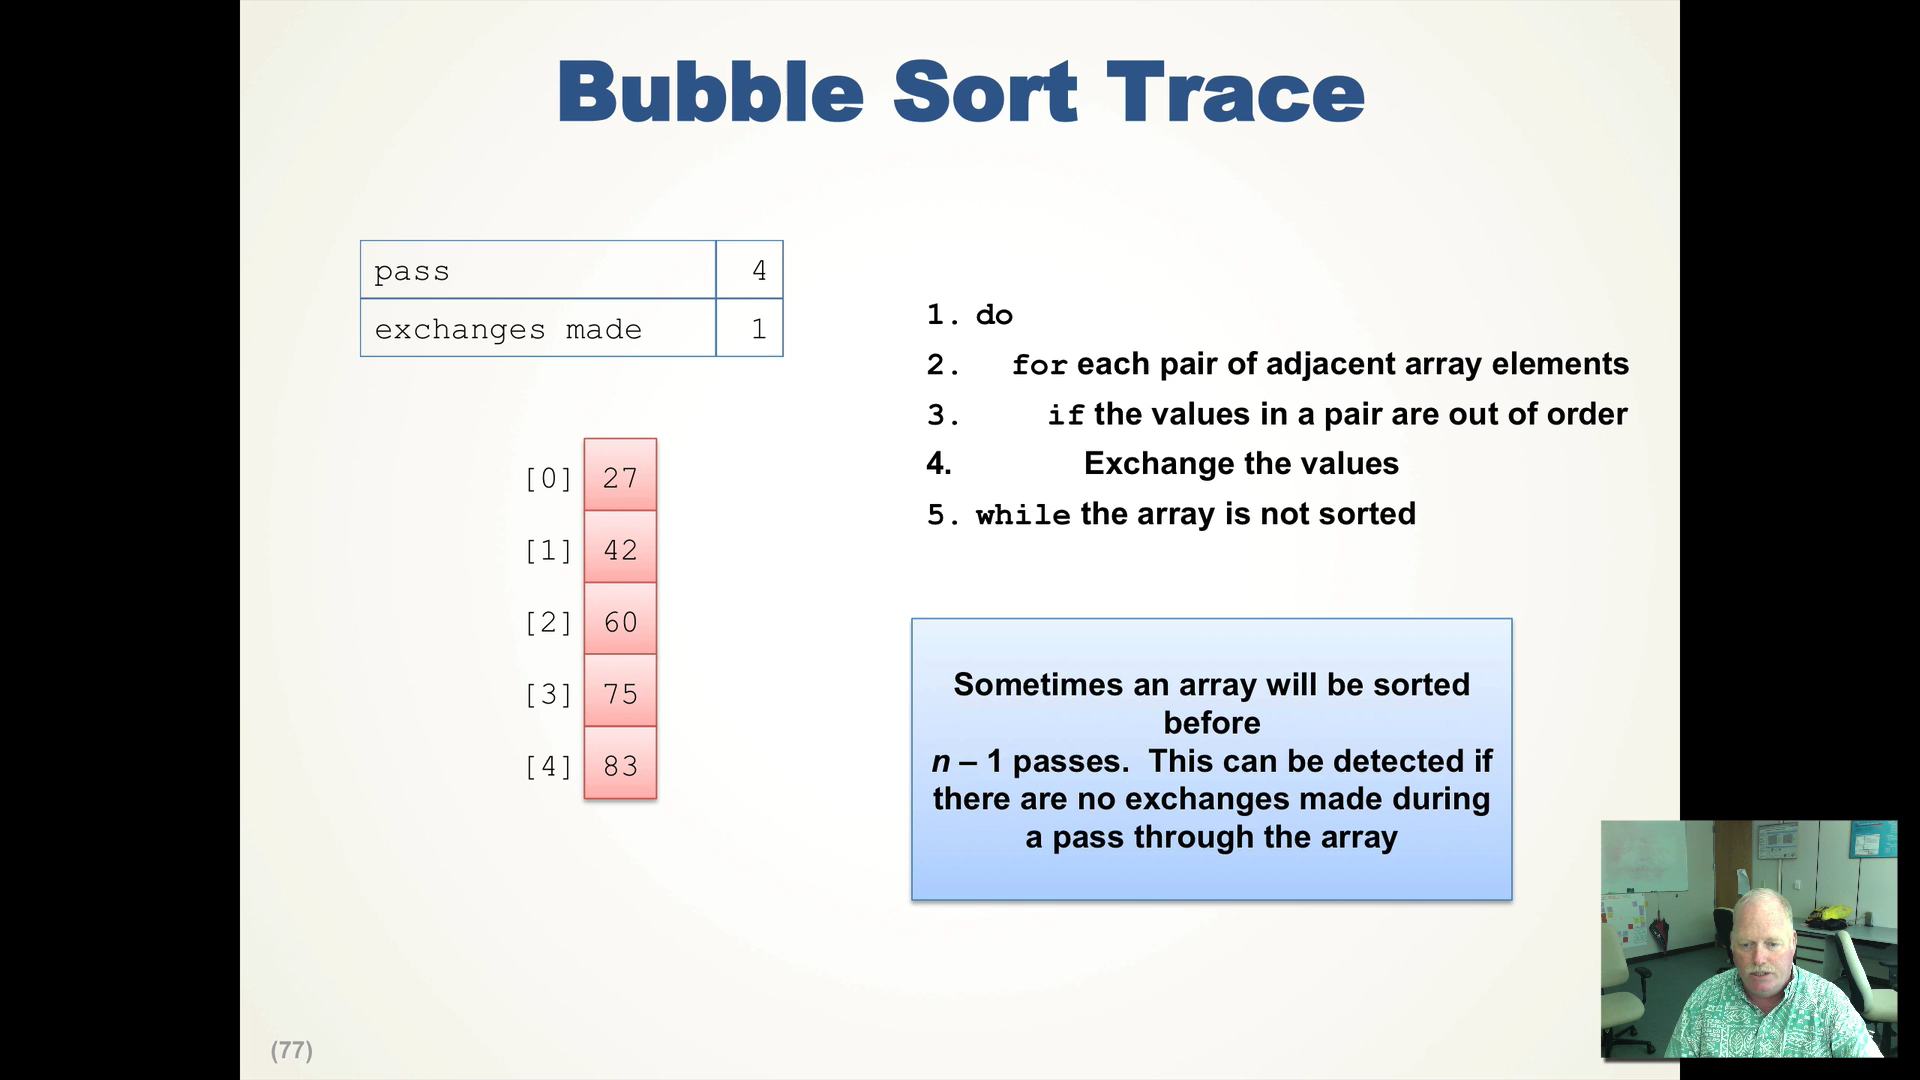 Bubble Sort Trace
pass 4
exchanges made 1
[0] 27
[1] 42
[2] 60
[3] 75
[4] 83
1. do
2. for each pair of adjacent array elements
3. if the values in a pair are out of order
4. Exchange the values
5. while the array is not sorted
Sometimes an array will be sorted
before
n – 1 passes. This can be detected if
there are no exchanges made during
a pass through the array
(77)